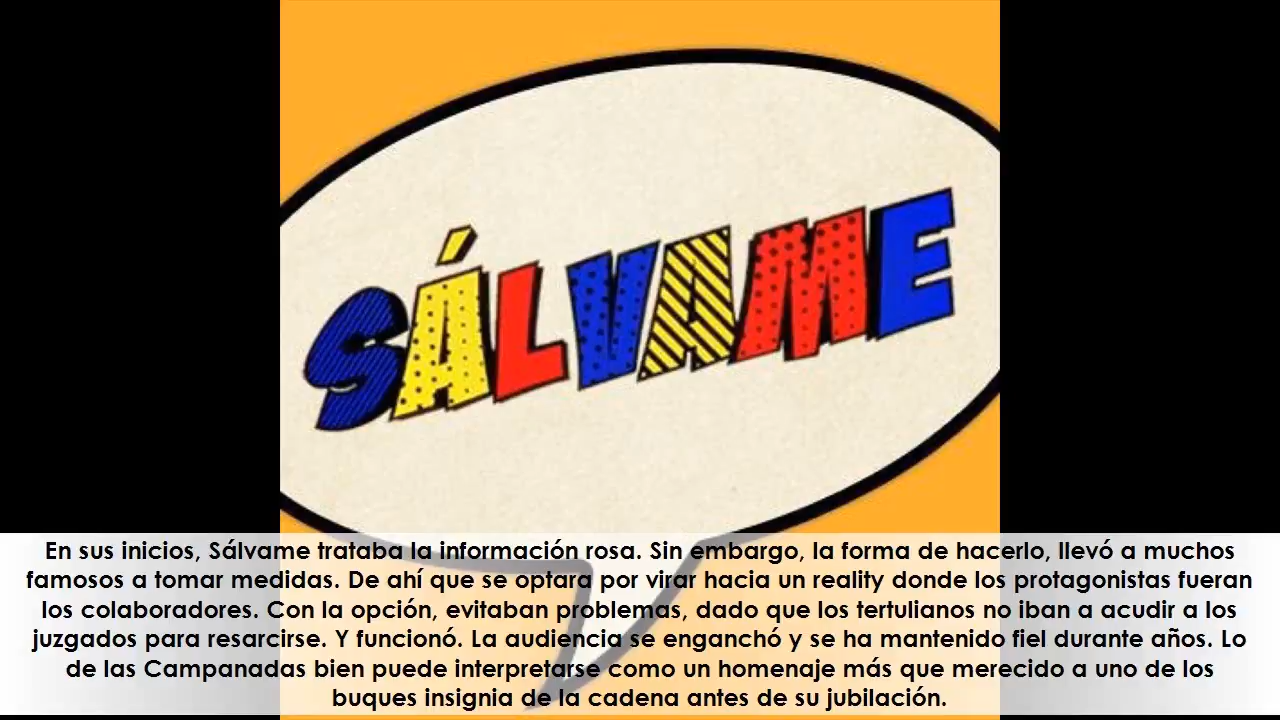 SÁLVAME
En sus inicios, Sálvame trataba la información rosa. Sin embargo, la forma de hacerlo, llevó a muchos
famosos a tomar medidas. De ahí que se optara por virar hacia un reality donde los protagonistas fueran
los colaboradores. Con la opción, evitaban problemas, dado que los tertulianos no iban a acudir a los
juzgados para resarcirse. Y funcionó. La audiencia se enganchó y se ha mantenido fiel durante años. Lo
de las Campanadas bien puede interpretarse como un homenaje más que merecido a uno de los
buques insignia de la cadena antes de su jubilación.